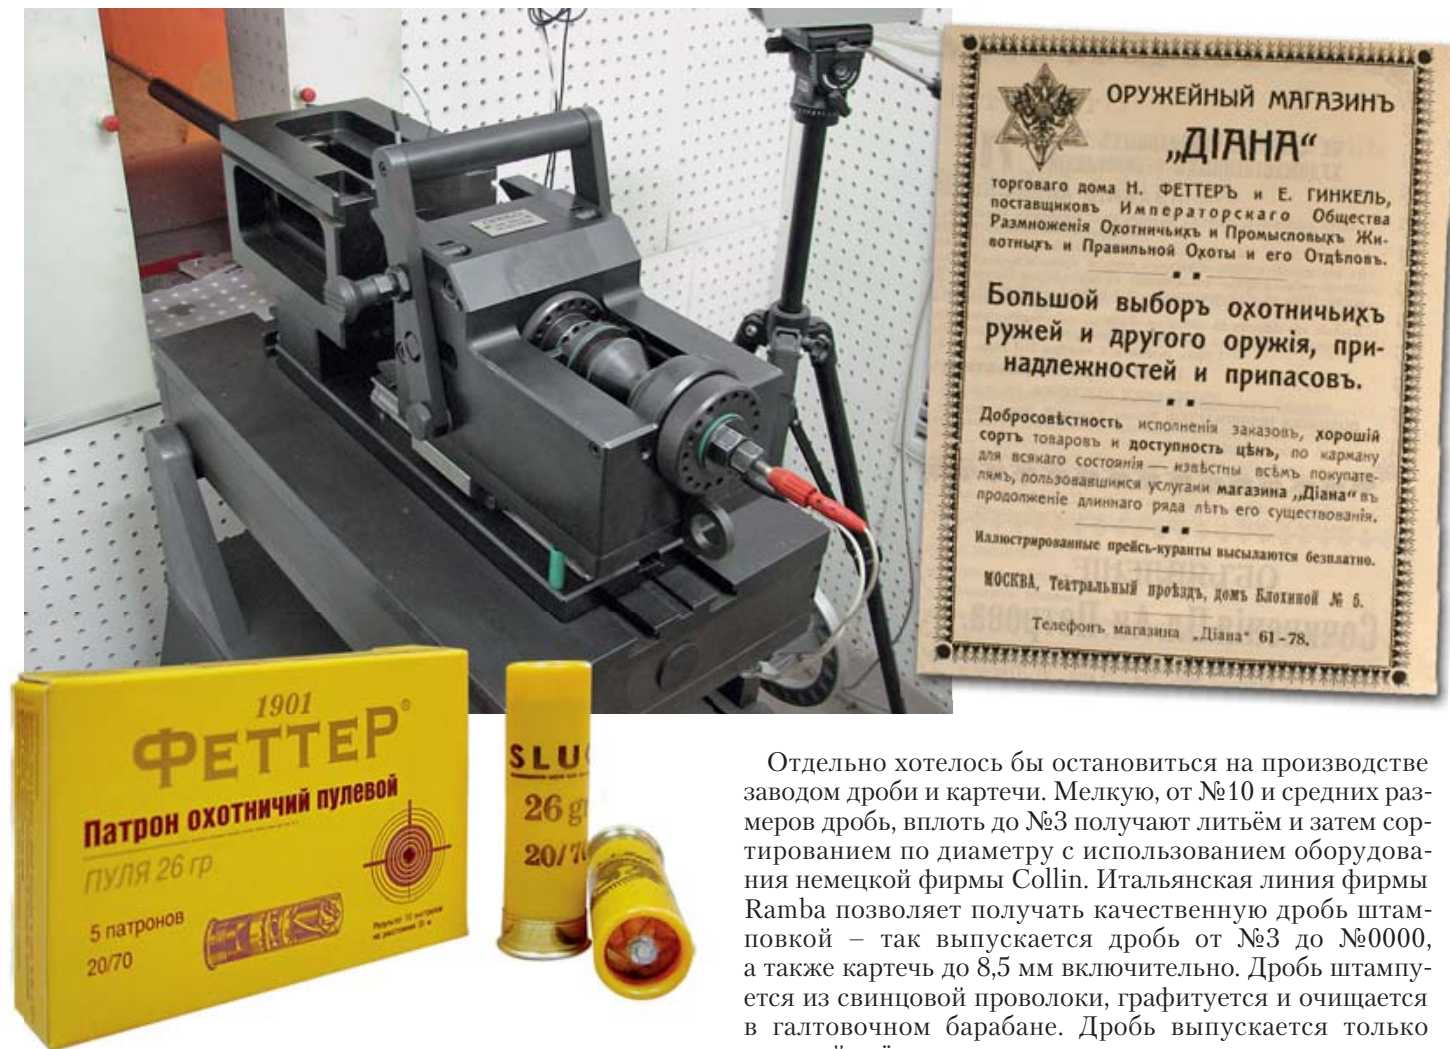 ОРУЖЕЙНЫЙ МАГАЗИНЪ
„ДІАНА“
торговаго дома Н. ФЕТТЕРЪ и Е. ГИНКЕЛЬ,
поставщиковъ Императорскаго Общества
Размноженія Охотничьихъ и Промысловыхъ Жи-
вотныхъ и Правильной Охоты и его Отдѣловъ.
Большой выборъ охотничьихъ
ружей и другого оружія, при-
надлежностей и припасовъ.
Добросовѣстность исполненія заказовъ, хорошій
сортъ товаровъ и доступность цѣнъ, по карману
для всякаго состоянія — извѣстны всѣмъ покупате-
лямъ, пользовавшимся услугами магазина „Діана“ въ
продолженіе длиннаго ряда лѣтъ его существованія.
Иллюстрированные прейсъ-куранты высылаются безплатно.
МОСКВА, Театральный проѣздъ, домъ Блохиной № 5.
Телефонъ магазина „Діана“ 61-78.
1901
ФЕТТЕР®
Патрон охотничий пулевой
ПУЛЯ 26 гр
5 патронов
20/70
SLUG
26 gr
20/70
Отдельно хотелось бы остановиться на производстве
заводом дроби и картечи. Мелкую, от №10 и средних раз-
меров дробь, вплоть до №3 получают литьём и затем сор-
тированием по диаметру с использованием оборудова-
ния немецкой фирмы Collin. Итальянская линия фирмы
Ramba позволяет получать качественную дробь штам-
повкой – так выпускается дробь от №3 до №0000,
а также картечь до 8,5 мм включительно. Дробь штампу-
ется из свинцовой проволоки, графитуется и очищается
в галтовочном барабане. Дробь выпускается только